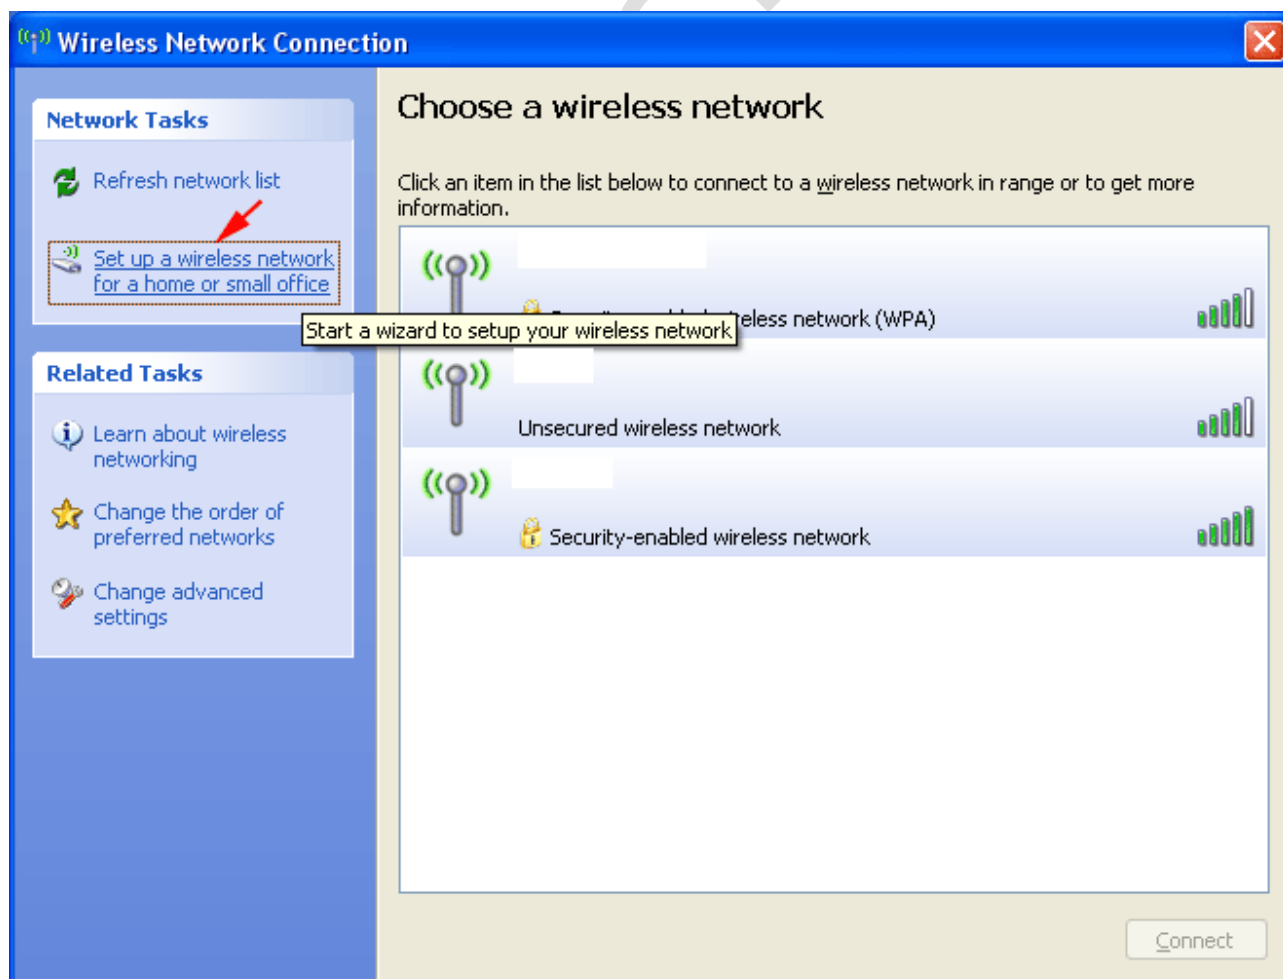 Wireless Network Connection
Network Tasks
Refresh network list
Set up a wireless network
for a home or small office
Related Tasks
Learn about wireless
networking
Change the order of
preferred networks
Change advanced
settings
Choose a wireless network
Click an item in the list below to connect to a wireless network in range or to get more
information.
wireless network (WPA)
Start a wizard to setup your wireless network
Unsecured wireless network
Security-enabled wireless network
Connect